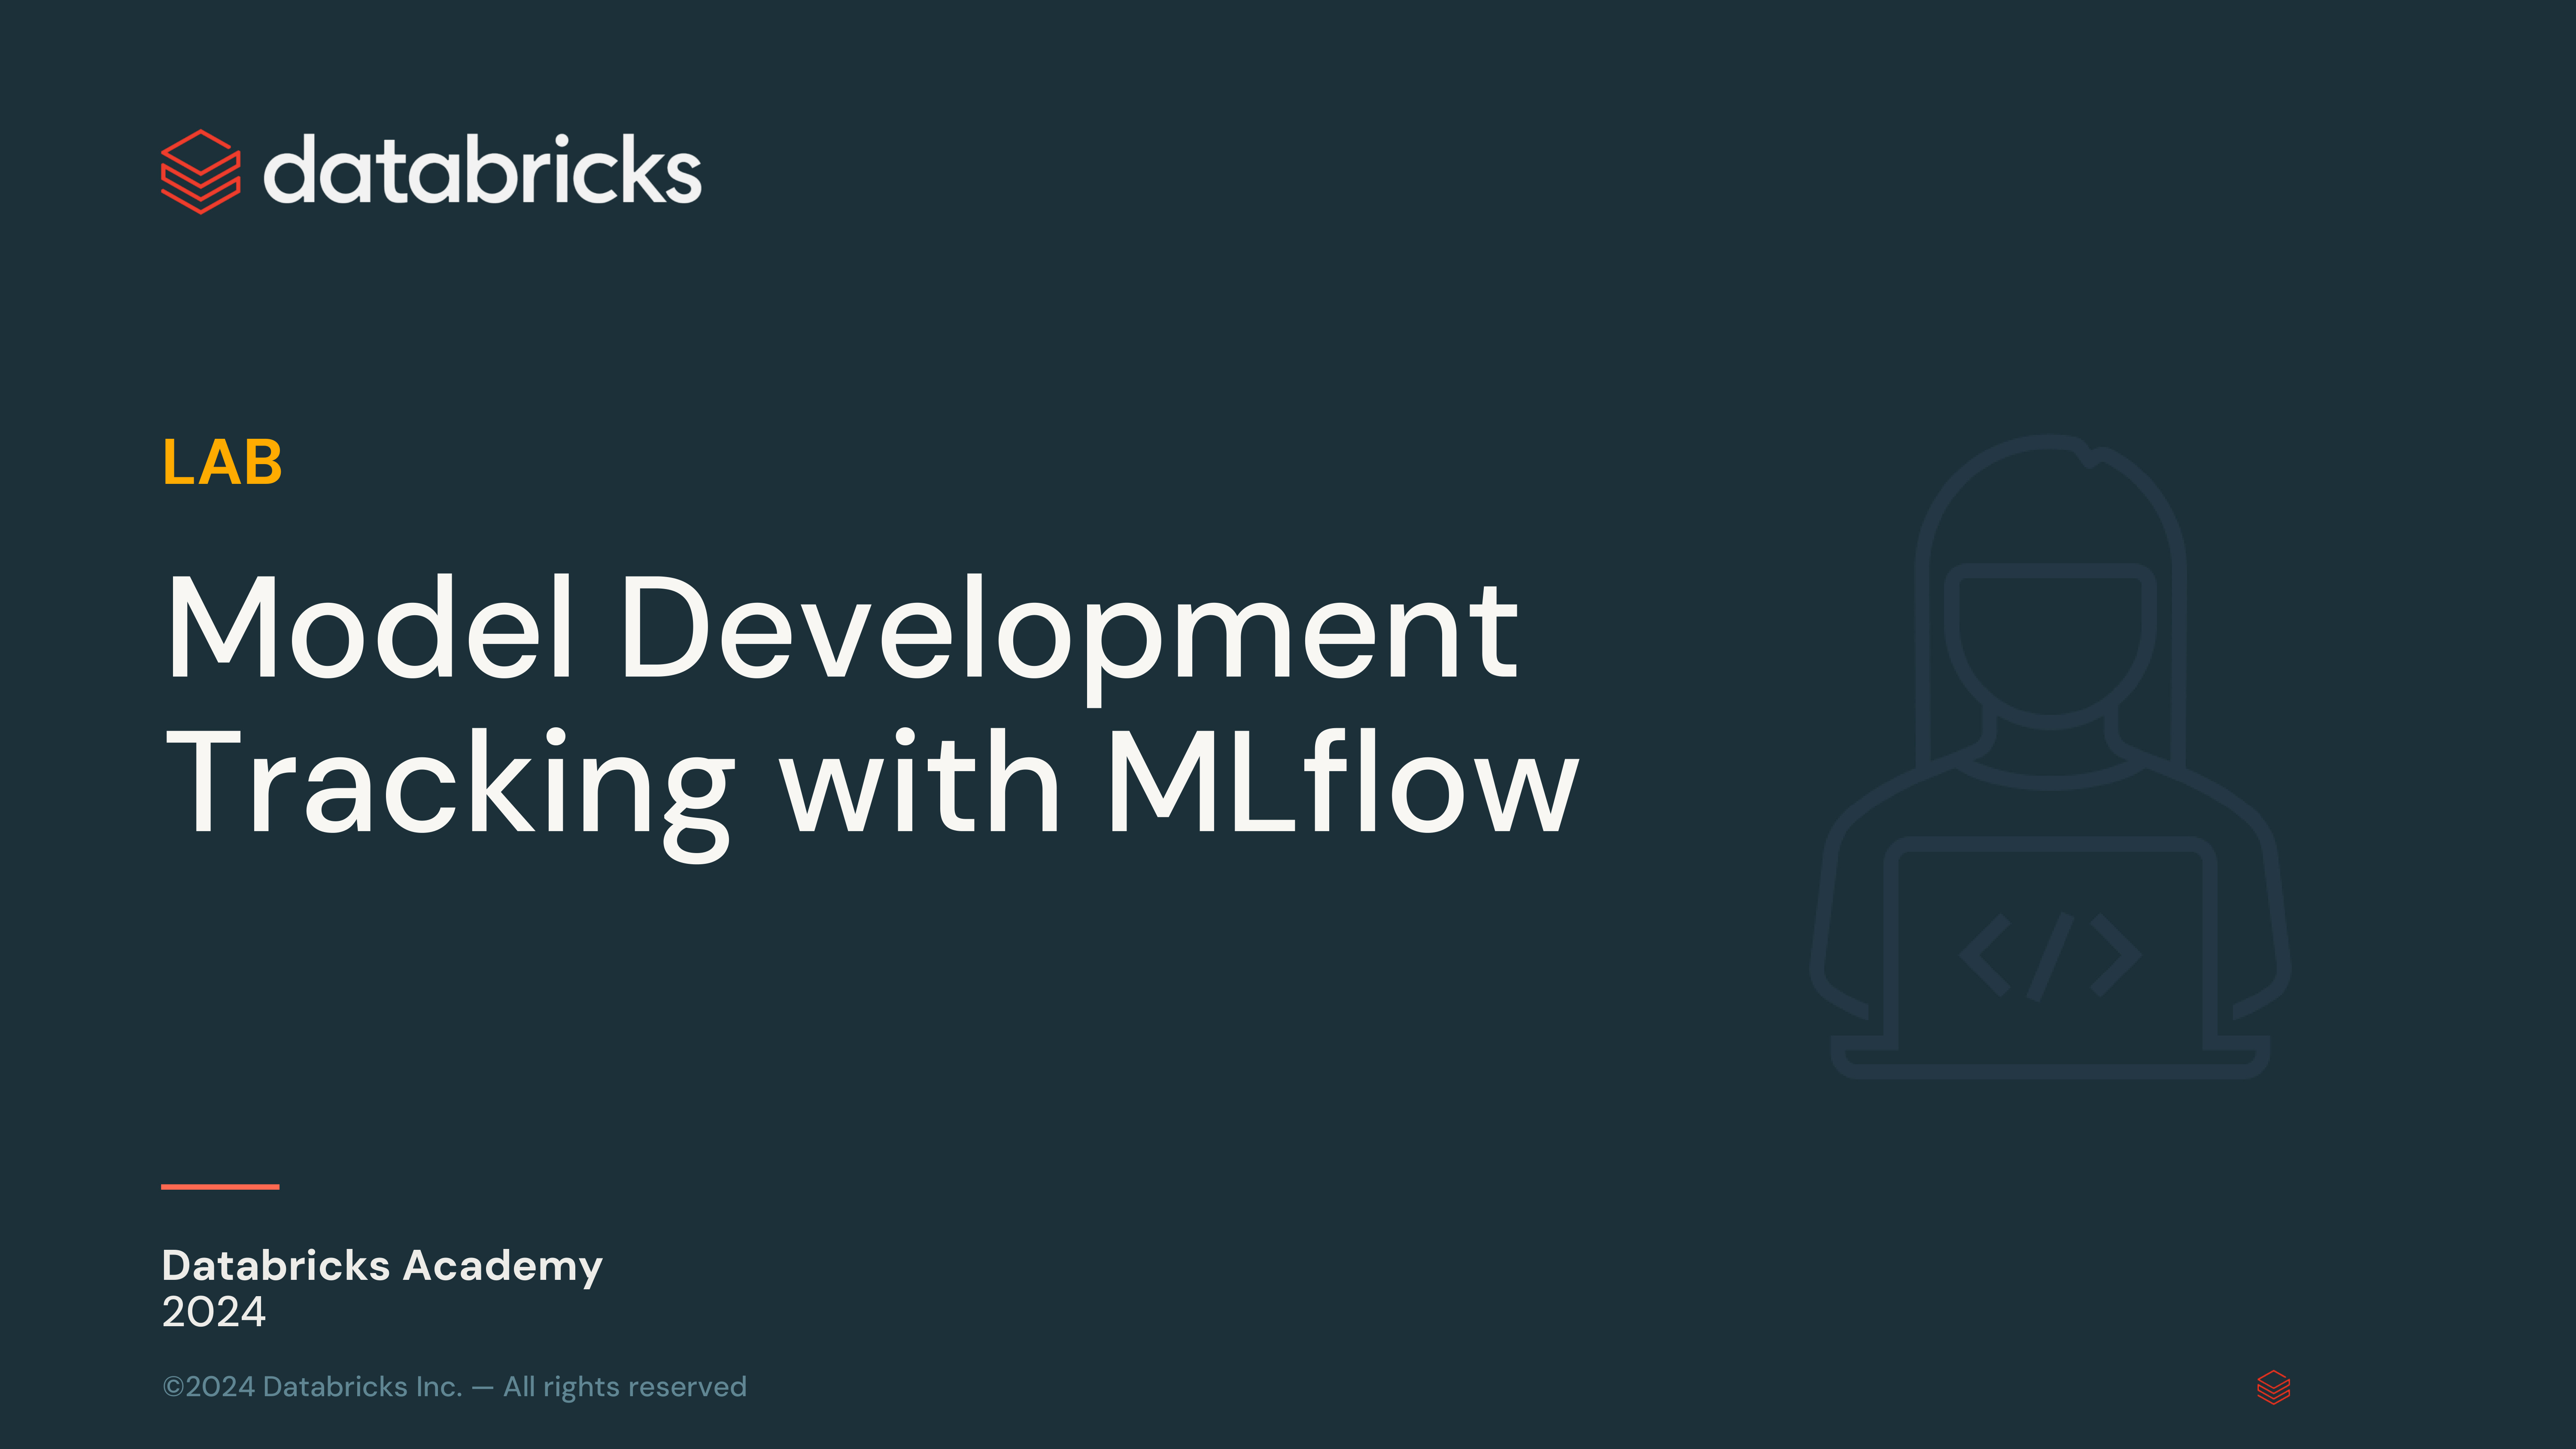 databricks
LAB
Model Development
Tracking with MLflow
</>
Databricks Academy
2024
©2024 Databricks Inc. — All rights reserved